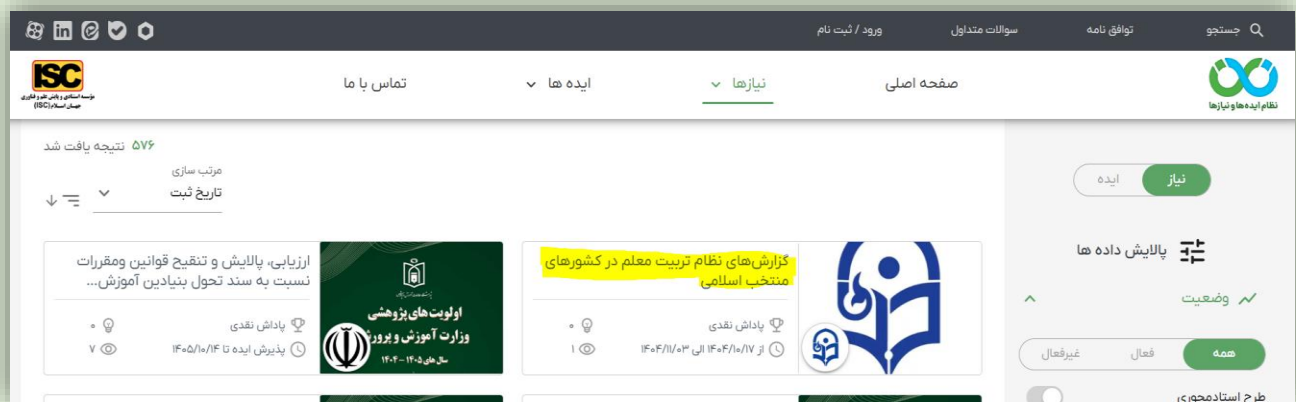 جستجو
توافق نامه
سوالات متداول
ورود / ثبت نام
نظام ایده‌ها و نیازها
صفحه اصلی
نیازها
ایده ها
تماس با ما
ISC
موسسه استنادی و پایش علم و فناوری
جهان اسلام (ISC)
نیاز
ایده
پالایش داده ها
وضعیت
همه
فعال
غیرفعال
طرح استادمحوری
۵۷۶ نتیجه یافت شد
مرتب سازی
تاریخ ثبت
گزارش‌های نظام تربیت معلم در کشورهای
منتخب اسلامی
پاداش نقدی
۰
از ۱۴۰۴/۱۰/۱۷ الی ۱۴۰۴/۱۱/۰۳
۱
اولویت های پژوهشی
وزارت آموزش و پرورش
سال های ۱۴۰۵ - ۱۴۰۴
ارزیابی، پالایش و تنقیح قوانین ومقررات
نسبت به سند تحول بنیادین آموزش...
پاداش نقدی
۰
پذیرش ایده تا ۱۴۰۵/۱۰/۱۴
۷